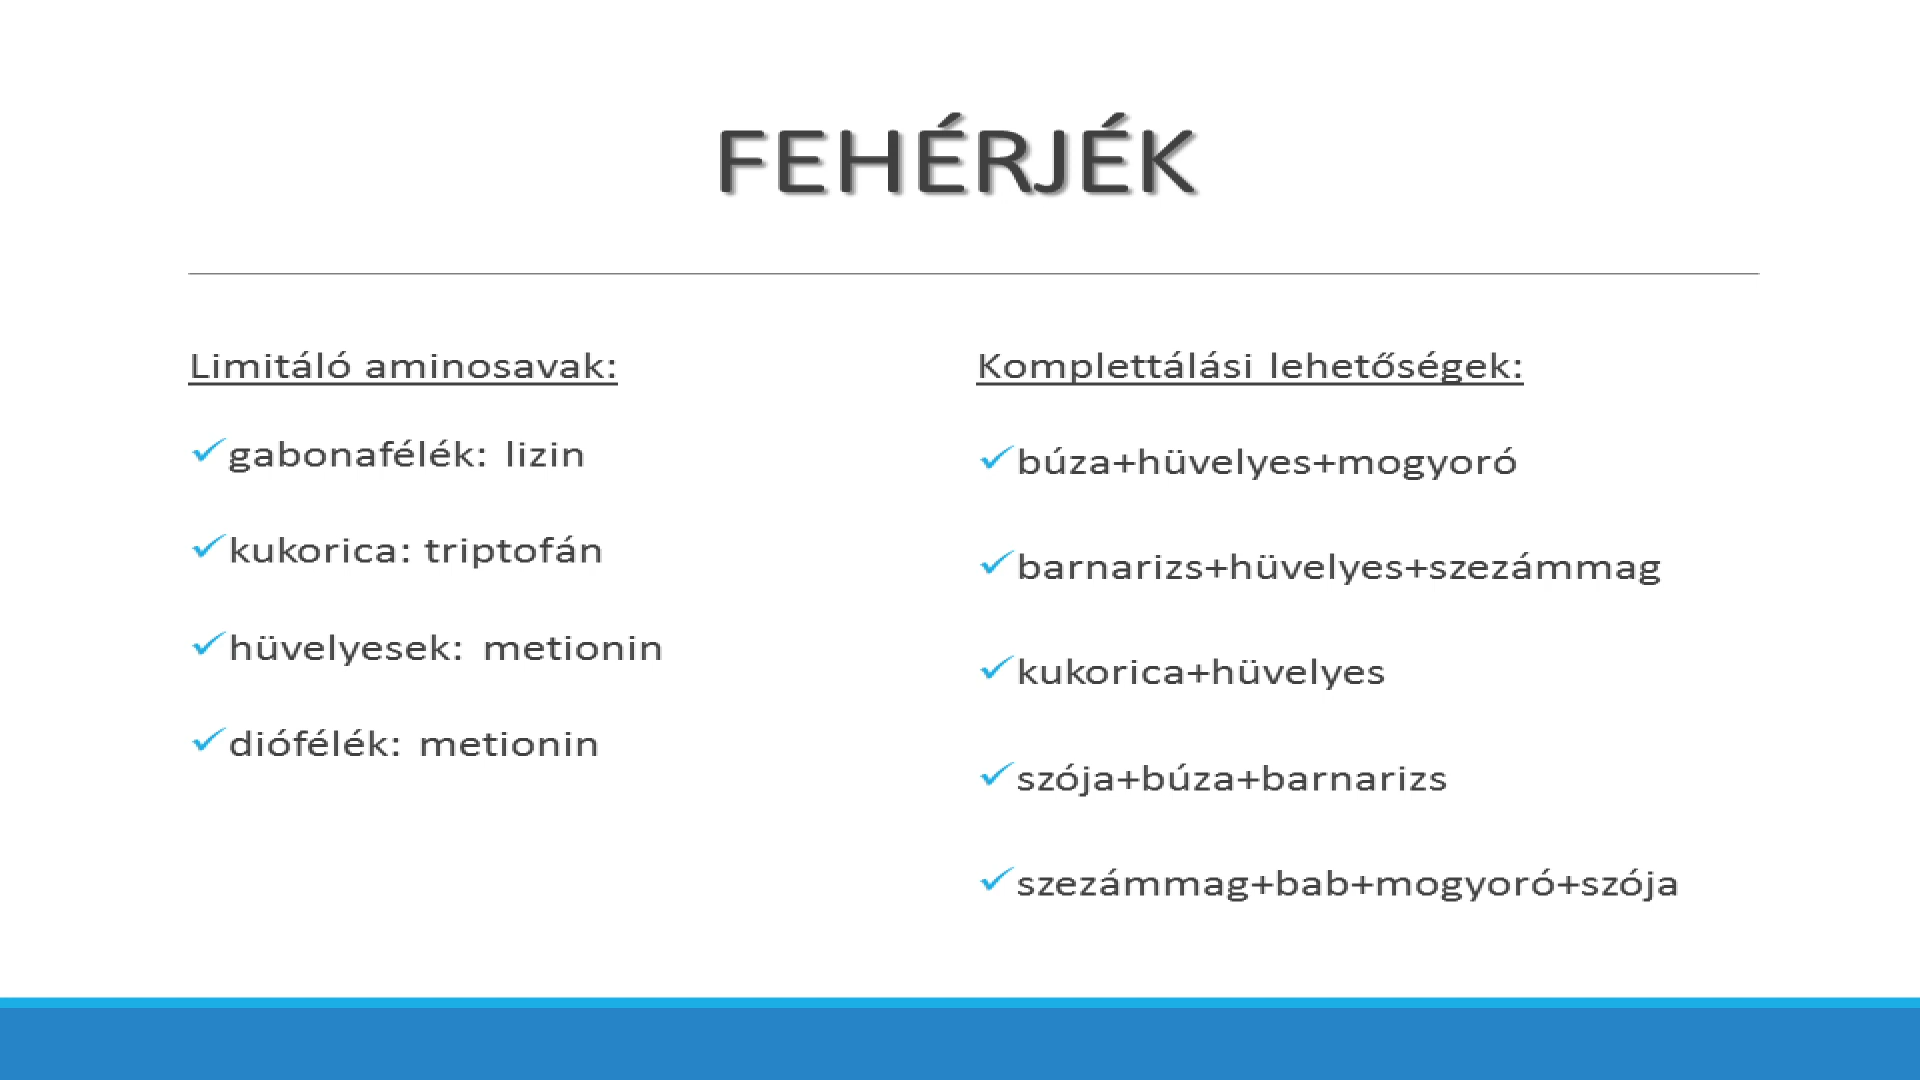 FEHÉRJÉK
Limitáló aminosavak:
gabonafélék: lizin
kukorica: triptofán
hüvelyesek: metionin
diófélék: metionin
Komplettálási lehetőségek:
búza+hüvelyes+mogyoró
barnarizs+hüvelyes+szezámmag
kukorica+hüvelyes
szója+búza+barnarizs
szezámmag+bab+mogyoró+szója